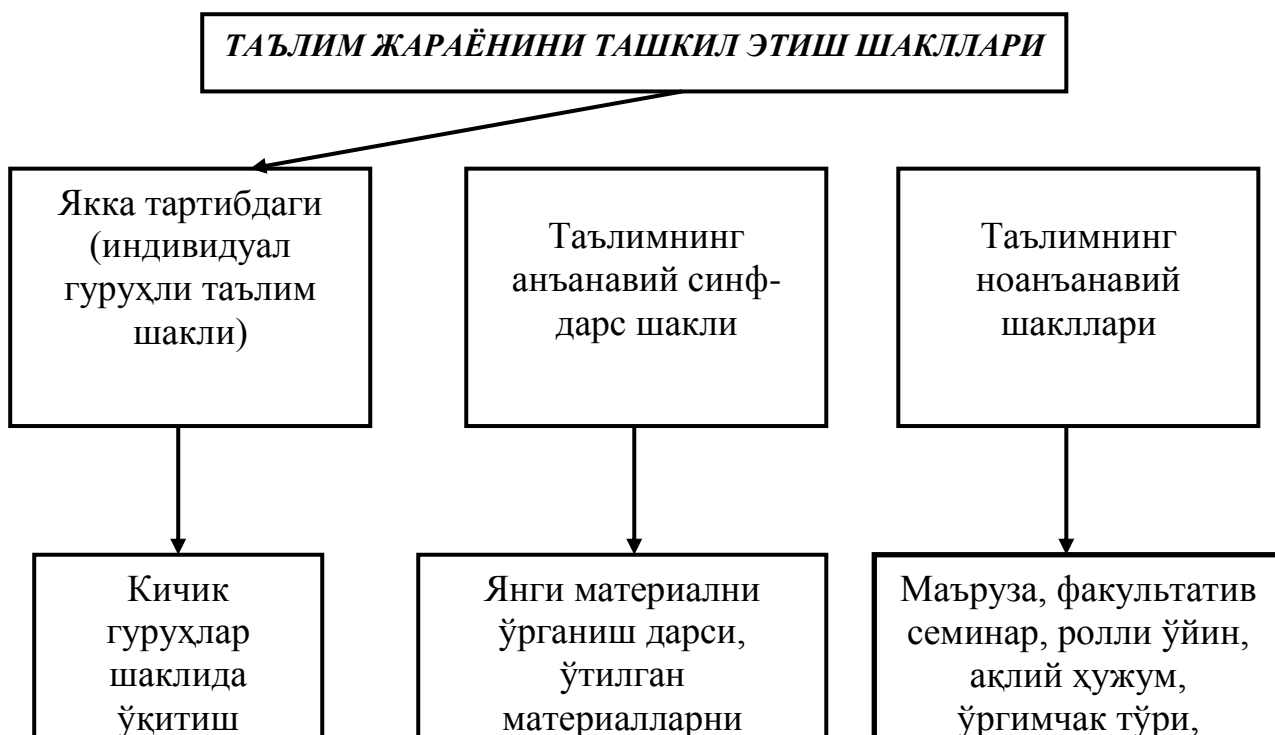 ТАЪЛИМ ЖАРАЁНИНИ ТАШКИЛ ЭТИШ ШАКЛЛАРИ
Якка тартибдаги
(индивидуал
гуруҳли таълим
шакли)
Таълимнинг
анъанавий синф-
дарс шакли
Таълимнинг
ноанъанавий
шакллари
Кичик
гуруҳлар
шаклида
ўқитиш
Янги материални
ўрганиш дарси,
ўтилган
материалларни
Маъруза, факультатив
семинар, ролли ўйин,
ақлий ҳужум,
ўргимчак тўри,